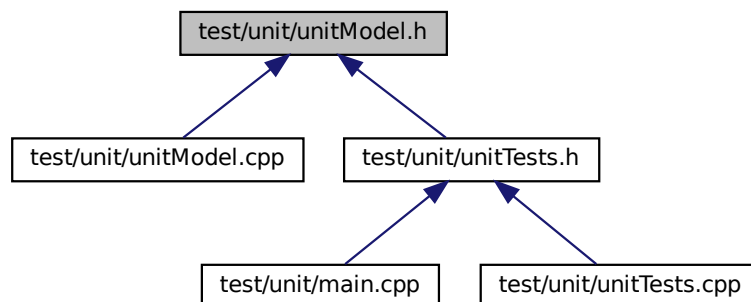 test/unit/unitModel.h
test/unit/unitModel.cpp
test/unit/unitTests.h
test/unit/main.cpp
test/unit/unitTests.cpp